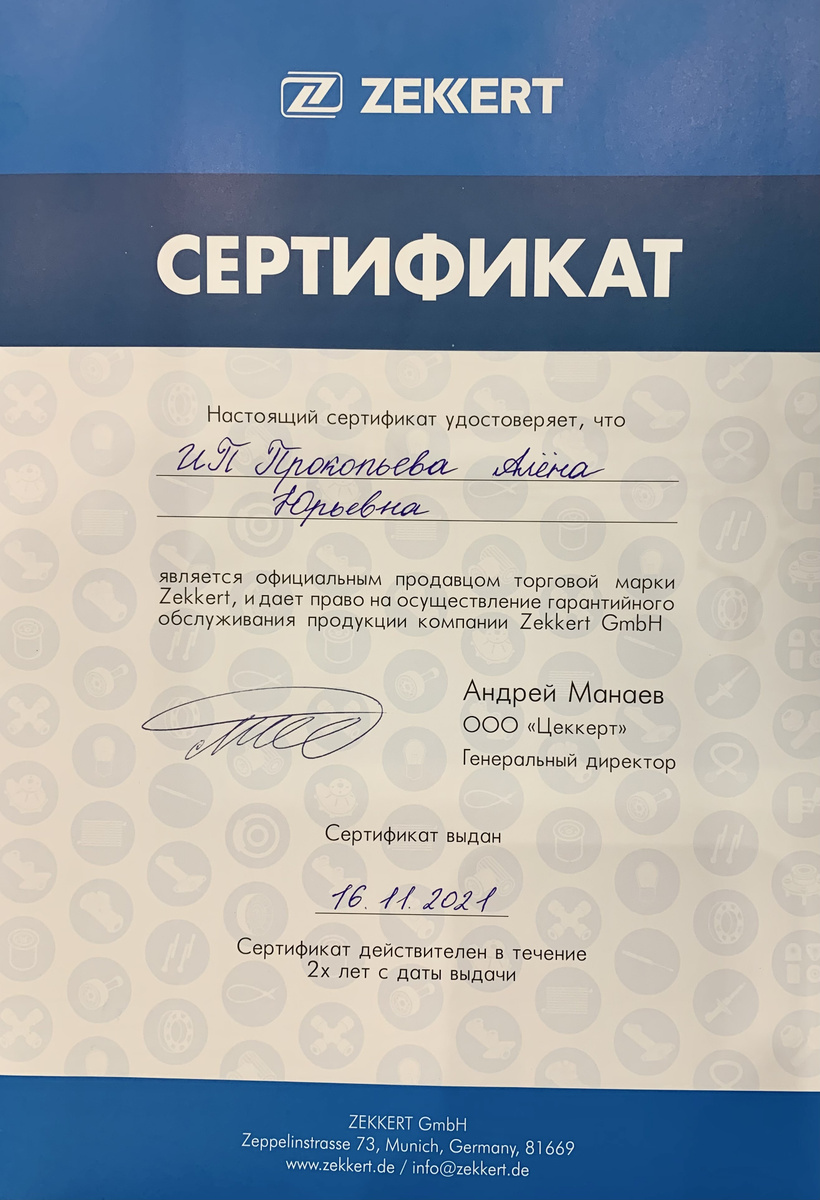 ZEKKERT
СЕРТИФИКАТ
Настоящий сертификат удостоверяет, что
ИП Прокопьева Алёна
Юрьевна
является официальным продавцом торговой марки
Zekkert, и дает право на осуществление гарантийного
обслуживания продукции компании Zekkert GmbH
Андрей Манаев
ООО «Цеккерт»
Генеральный директор
Сертификат выдан
16.11.2021
Сертификат действителен в течение
2х лет с даты выдачи
ZEKKERT GmbH
Zeppelinstrasse 73, Munich, Germany, 81669
www.zekkert.de / info@zekkert.de